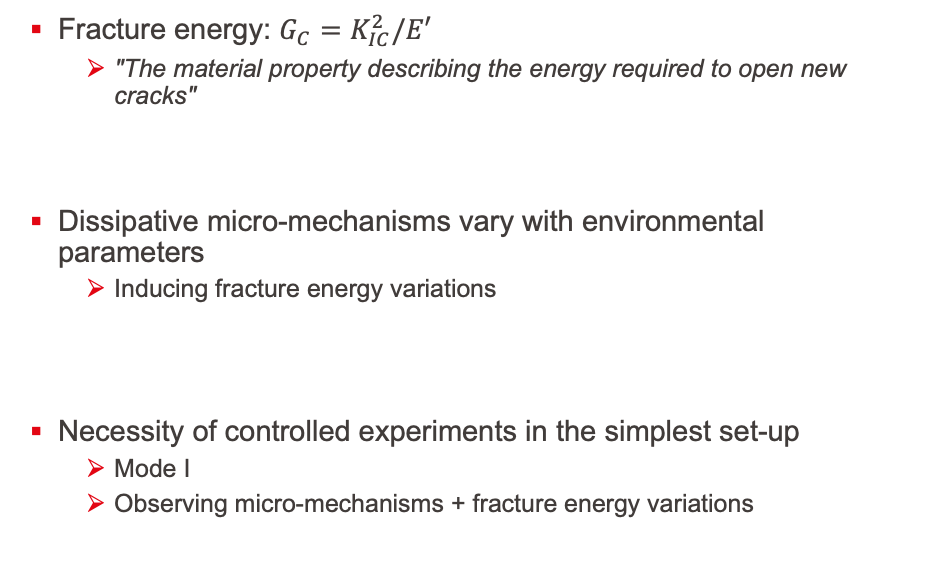 ▪ Fracture energy: $G_C = K_{IC}^2/E'$
➢ "The material property describing the energy required to open new
cracks"
▪ Dissipative micro-mechanisms vary with environmental
parameters
➢ Inducing fracture energy variations
▪ Necessity of controlled experiments in the simplest set-up
➢ Mode I
➢ Observing micro-mechanisms + fracture energy variations